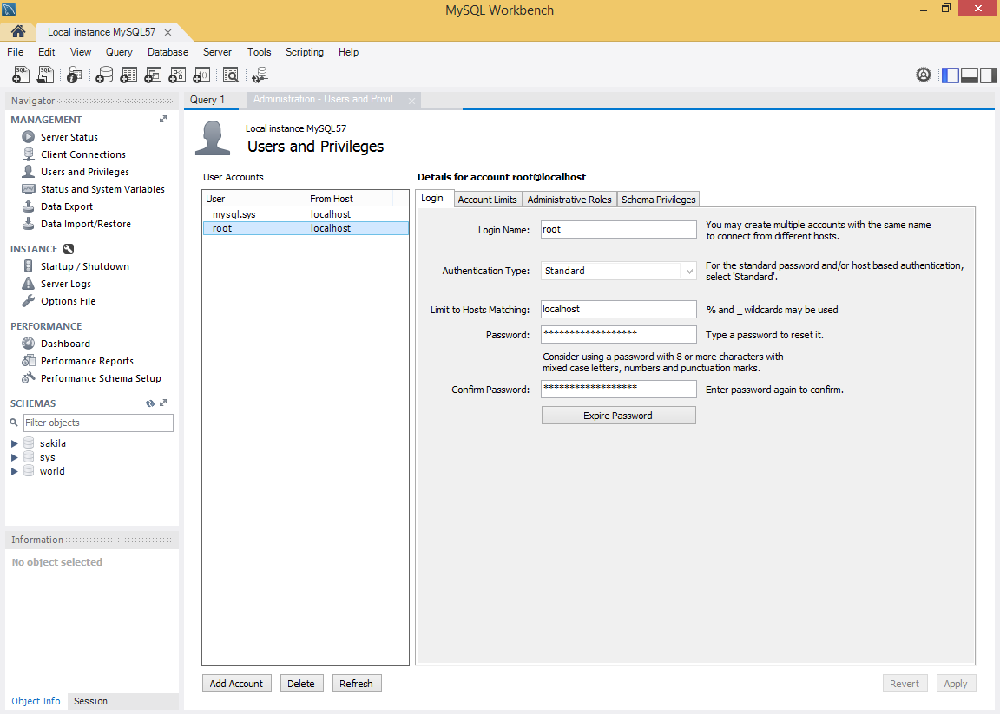 MySQL Workbench
Local instance MySQL57
File Edit View Query Database Server Tools Scripting Help
Navigator
MANAGEMENT
Server Status
Client Connections
Users and Privileges
Status and System Variables
Data Export
Data Import/Restore
INSTANCE
Startup / Shutdown
Server Logs
Options File
PERFORMANCE
Dashboard
Performance Reports
Performance Schema Setup
SCHEMAS
Filter objects
sakila
sys
world
Information
No object selected
Object Info Session
Query 1 Administration - Users and Privil...
Local instance MySQL57
Users and Privileges
User Accounts
User From Host
mysql.sys localhost
root localhost
Add Account Delete Refresh
Details for account root@localhost
Login Account Limits Administrative Roles Schema Privileges
Login Name: root You may create multiple accounts with the same name
to connect from different hosts.
Authentication Type: Standard For the standard password and/or host based authentication,
select 'Standard'.
Limit to Hosts Matching: localhost % and _ wildcards may be used
Password: ****************** Type a password to reset it.
Consider using a password with 8 or more characters with
mixed case letters, numbers and punctuation marks.
Confirm Password: ****************** Enter password again to confirm.
Expire Password
Revert Apply